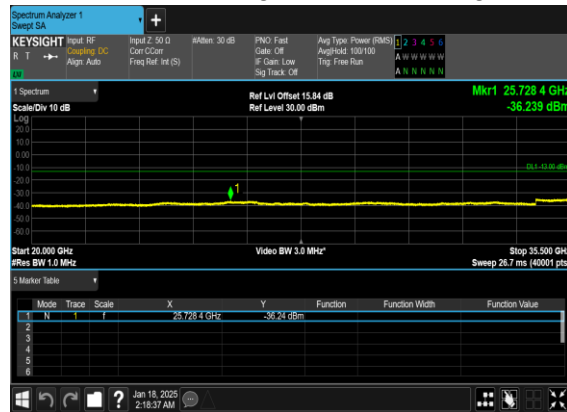 Spectrum Analyzer 1
Swept SA
+
KEYSIGHT Input: RF Input Z: 50 Ω #Atten: 30 dB PNO: Fast Avg Type: Power (RMS) 1 2 3 4 5 6
R T Coupling: DC Corr CCorr Gate: Off Avg|Hold: 100/100 A W W W W W
Align: Auto Freq Ref: Int (S) IF Gain: Low Trig: Free Run A N N N N N
Sig Track: Off
1 Spectrum Ref Lvl Offset 15.84 dB Mkr1 25.728 4 GHz
Scale/Div 10 dB Ref Level 30.00 dBm -36.239 dBm
Log
20.0
10.0
0.00
-10.0
DL1 -13.00 dBm
-20.0
-30.0
1
-40.0
-50.0
-60.0
Start 20.000 GHz Video BW 3.0 MHz* Stop 35.500 GHz
#Res BW 1.0 MHz Sweep 26.7 ms (40001 pts)
5 Marker Table
Mode Trace Scale X Y Function Function Width Function Value
1 N 1 f 25.728 4 GHz -36.24 dBm
2
3
4
5
6
? Jan 18, 2025
2:18:37 AM